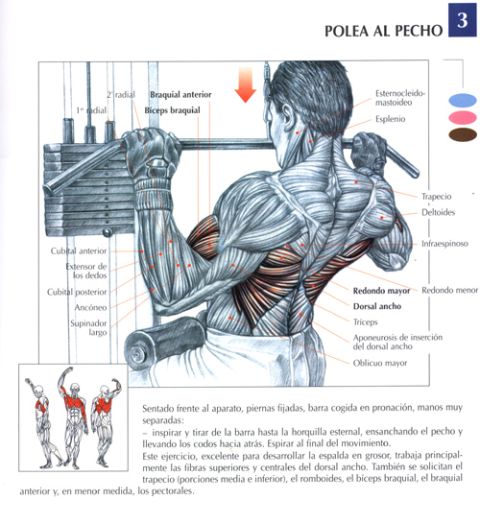 POLEA AL PECHO 3
2º radial
Braquial anterior
1er radial
Bíceps braquial
Esternocleido-
mastoideo
Esplenio
Trapecio
Deltoides
Infraespinoso
Cubital anterior
Extensor de
los dedos
Cubital posterior
Ancóneo
Supinador
largo
Redondo mayor
Redondo menor
Dorsal ancho
Tríceps
Aponeurosis de inserción
del dorsal ancho
Oblicuo mayor
Sentado frente al aparato, piernas fijadas, barra cogida en pronación, manos muy
separadas:
– inspirar y tirar de la barra hasta la horquilla esternal, ensanchando el pecho y
llevando los codos hacia atrás. Espirar al final del movimiento.
Este ejercicio, excelente para desarrollar la espalda en grosor, trabaja principal-
mente las fibras superiores y centrales del dorsal ancho. También se solicitan el
trapecio (porciones media e inferior), el romboides, el bíceps braquial, el braquial
anterior y, en menor medida, los pectorales.